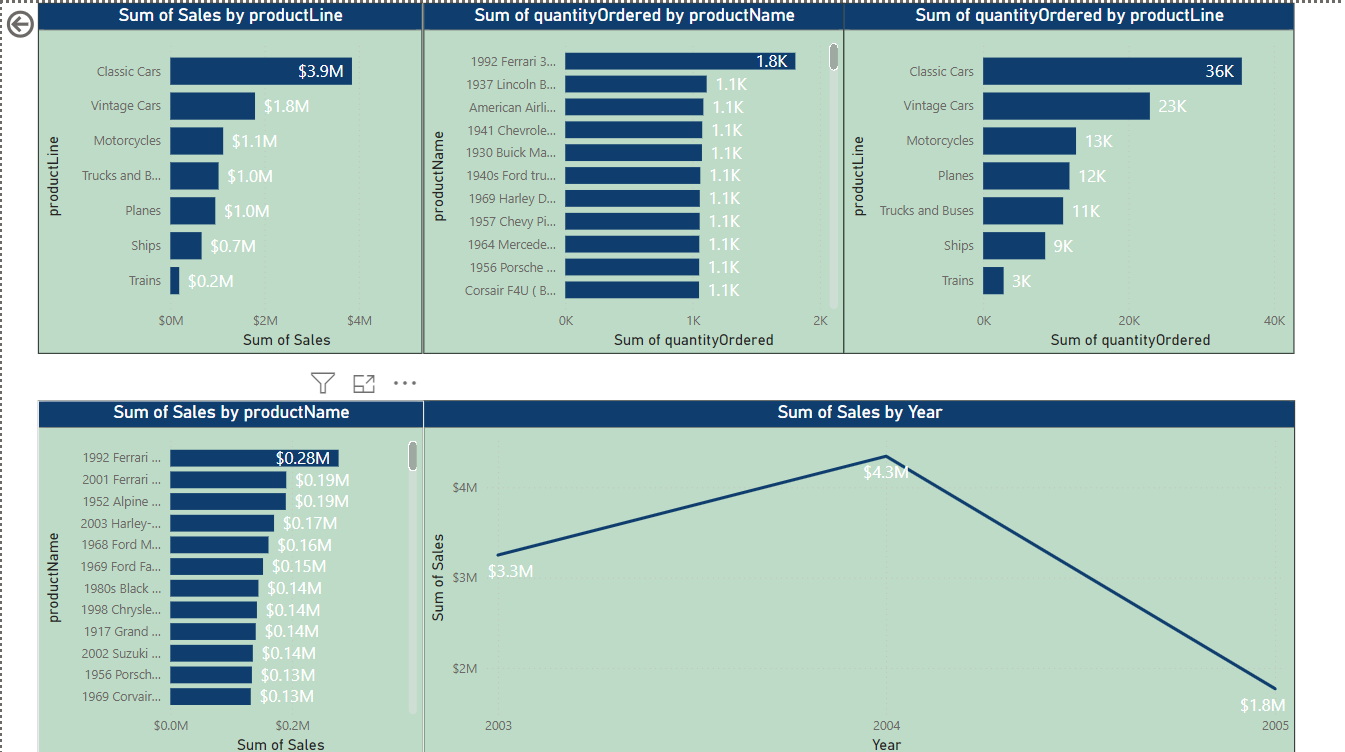 Sum of Sales by productLine
productLine
Classic Cars $3.9M
Vintage Cars $1.8M
Motorcycles $1.1M
Trucks and B... $1.0M
Planes $1.0M
Ships $0.7M
Trains $0.2M
$0M $2M $4M
Sum of Sales
Sum of quantityOrdered by productName
productName
1992 Ferrari 3... 1.8K
1937 Lincoln B... 1.1K
American Airli... 1.1K
1941 Chevrole... 1.1K
1930 Buick Ma... 1.1K
1940s Ford tru... 1.1K
1969 Harley D... 1.1K
1957 Chevy Pi... 1.1K
1964 Mercede... 1.1K
1956 Porsche ... 1.1K
Corsair F4U ( B... 1.1K
0K 1K 2K
Sum of quantityOrdered
Sum of quantityOrdered by productLine
productLine
Classic Cars 36K
Vintage Cars 23K
Motorcycles 13K
Planes 12K
Trucks and Buses 11K
Ships 9K
Trains 3K
0K 20K 40K
Sum of quantityOrdered
Sum of Sales by productName
productName
1992 Ferrari ... $0.28M
2001 Ferrari ... $0.19M
1952 Alpine ... $0.19M
2003 Harley-... $0.17M
1968 Ford M... $0.16M
1969 Ford Fa... $0.15M
1980s Black ... $0.14M
1998 Chrysle... $0.14M
1917 Grand ... $0.14M
2002 Suzuki ... $0.14M
1956 Porsch... $0.13M
1969 Corvair... $0.13M
$0.0M $0.2M
Sum of Sales
Sum of Sales by Year
Sum of Sales
$4M
$3M
$2M
$4.3M
$3.3M
$1.8M
2003 2004 2005
Year